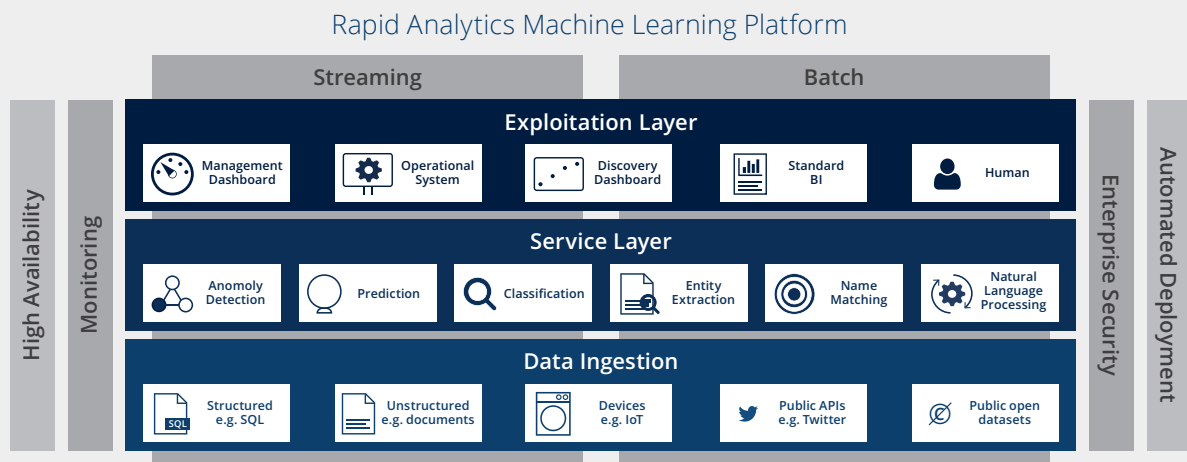 Rapid Analytics Machine Learning Platform
Streaming
Batch
High Availability
Monitoring
Exploitation Layer
Management
Dashboard
Operational
System
Discovery
Dashboard
Standard
BI
Human
Service Layer
Anomoly
Detection
Prediction
Classification
Entity
Extraction
Name
Matching
Natural
Language
Processing
Data Ingestion
SQL
Structured
e.g. SQL
Unstructured
e.g. documents
Devices
e.g. IoT
Public APIs
e.g. Twitter
Public open
datasets
Enterprise Security
Automated Deployment